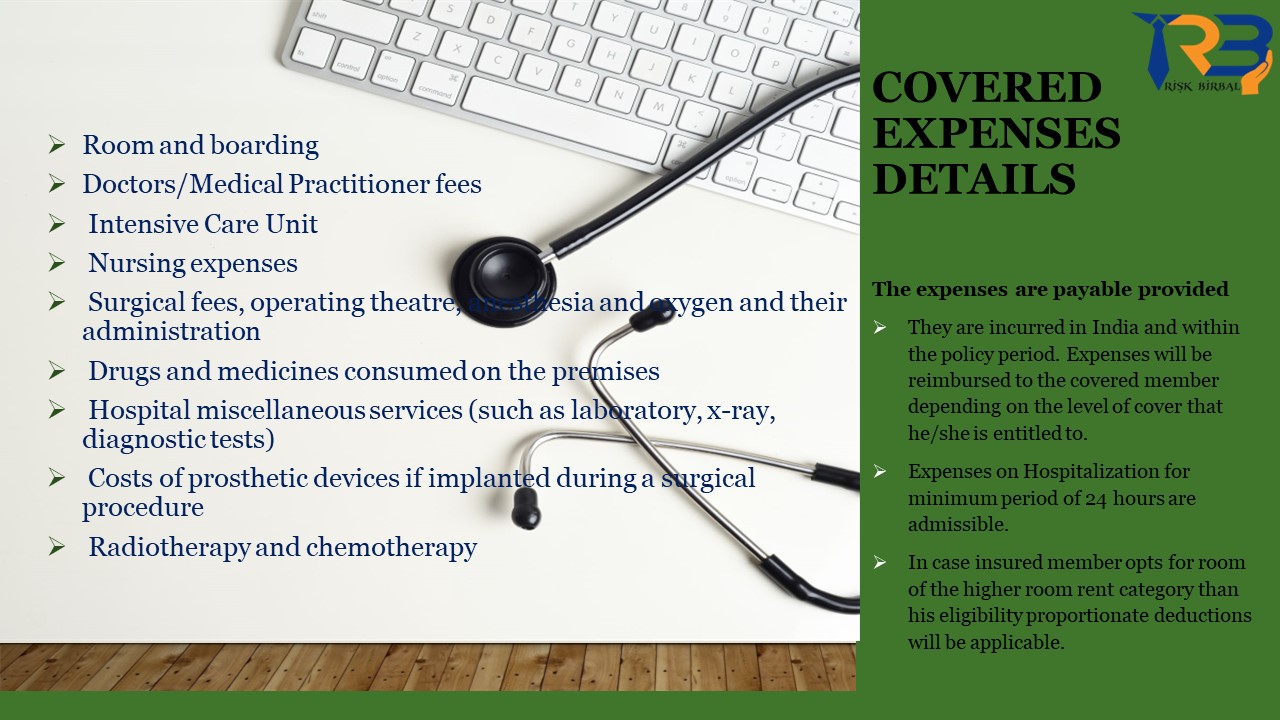 RB
RİŞK BİRBAL
COVERED
EXPENSES
DETAILS
Room and boarding
Doctors/Medical Practitioner fees
Intensive Care Unit
Nursing expenses
Surgical fees, operating theatre, anesthesia and oxygen and their
administration
Drugs and medicines consumed on the premises
Hospital miscellaneous services (such as laboratory, x-ray,
diagnostic tests)
Costs of prosthetic devices if implanted during a surgical
procedure
Radiotherapy and chemotherapy
The expenses are payable provided
They are incurred in India and within
the policy period. Expenses will be
reimbursed to the covered member
depending on the level of cover that
he/she is entitled to.
Expenses on Hospitalization for
minimum period of 24 hours are
admissible.
In case insured member opts for room
of the higher room rent category than
his eligibility proportionate deductions
will be applicable.